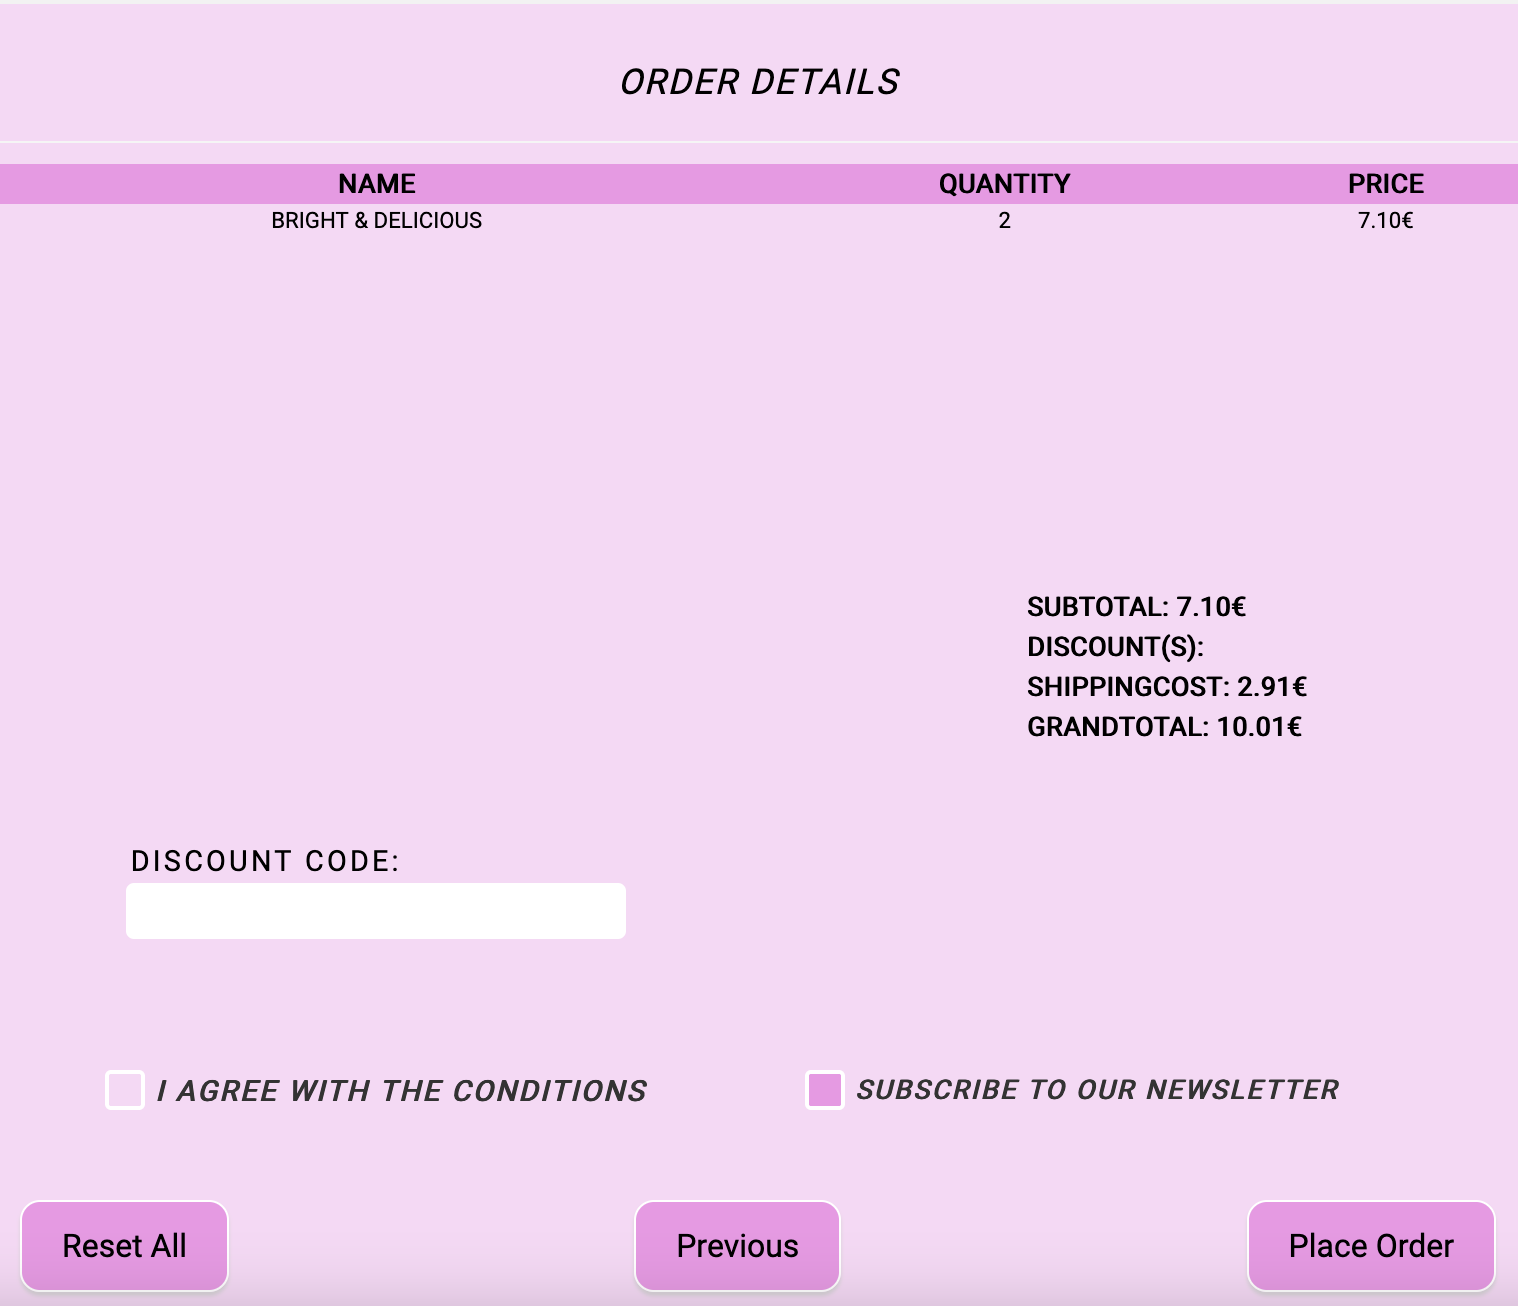 ORDER DETAILS
NAME QUANTITY PRICE
BRIGHT & DELICIOUS 2 7.10€
SUBTOTAL: 7.10€
DISCOUNT(S):
SHIPPINGCOST: 2.91€
GRANDTOTAL: 10.01€
DISCOUNT CODE:
I AGREE WITH THE CONDITIONS SUBSCRIBE TO OUR NEWSLETTER
Reset All Previous Place Order